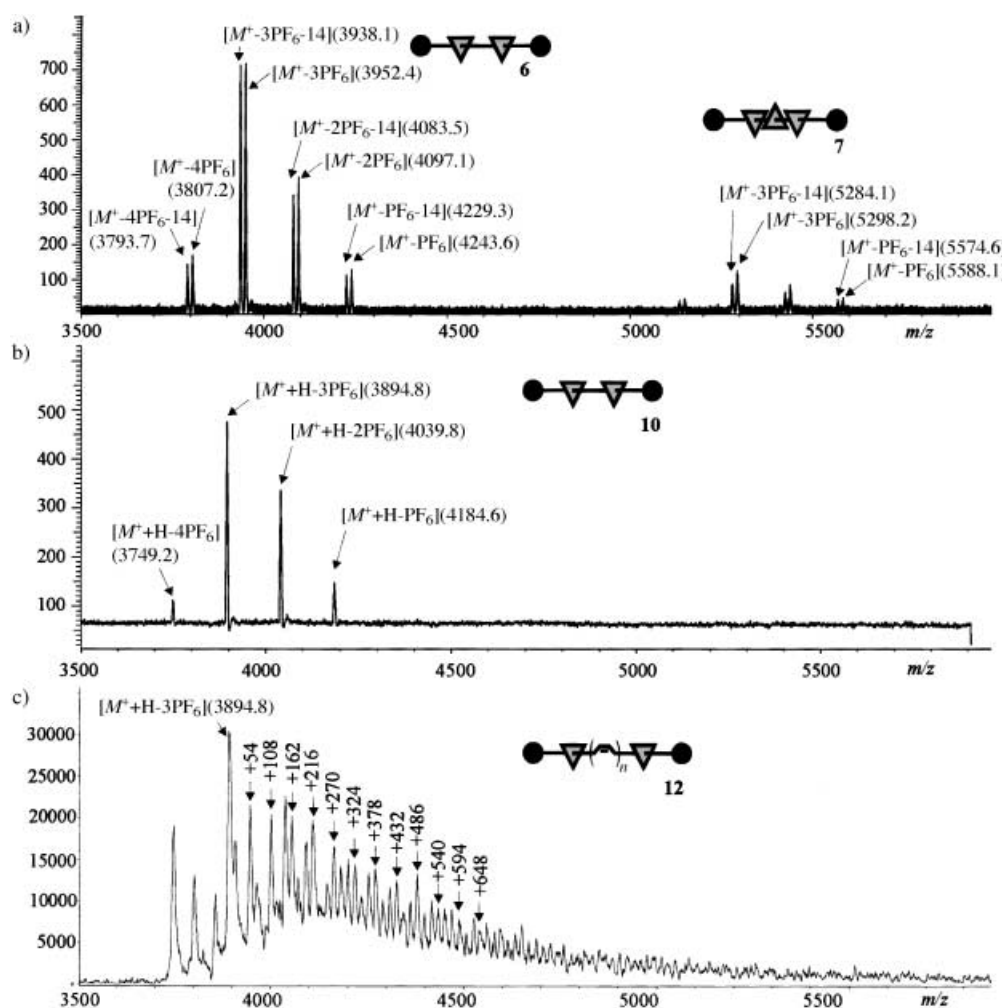 a)
[M⁺-3PF₆-14](3938.1)
6
[M⁺-3PF₆](3952.4)
700
600
[M⁺-2PF₆-14](4083.5)
7
500
[M⁺-4PF₆]
(3807.2)
[M⁺-2PF₆](4097.1)
[M⁺-3PF₆-14](5284.1)
400
[M⁺-PF₆-14](4229.3)
[M⁺-3PF₆](5298.2)
300
[M⁺-4PF₆-14]
(3793.7)
[M⁺-PF₆](4243.6)
[M⁺-PF₆-14](5574.6)
200
[M⁺-PF₆](5588.1)
100
3500 4000 4500 5000 5500 m/z
b)
[M⁺+H-3PF₆](3894.8)
10
500
[M⁺+H-2PF₆](4039.8)
400
300
[M⁺+H-4PF₆]
(3749.2)
[M⁺+H-PF₆](4184.6)
200
100
3500 4000 4500 5000 5500 m/z
c)
[M⁺+H-3PF₆](3894.8)
30000
n
12
25000
+54
+108
+162
+216
+270
+324
+378
+432
+486
+540
+594
+648
20000
15000
10000
5000
3500 4000 4500 5000 5500 m/z